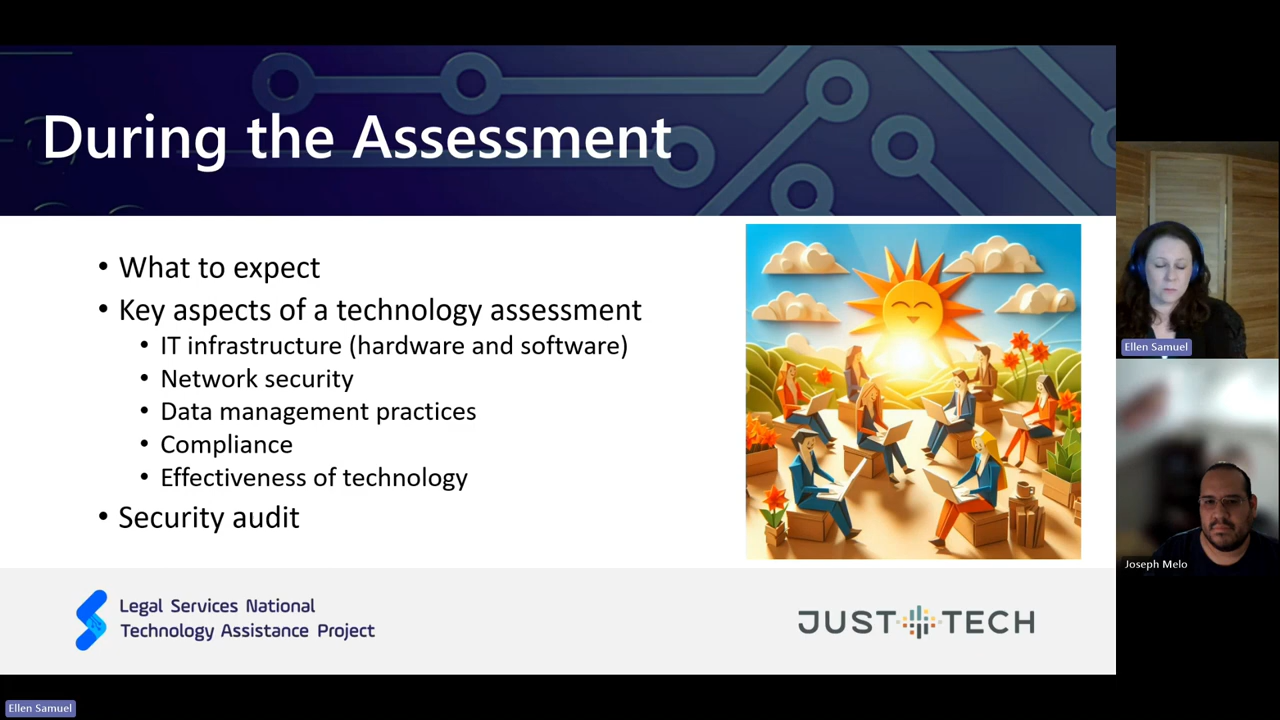 During the Assessment
• What to expect
• Key aspects of a technology assessment
• IT infrastructure (hardware and software)
• Network security
• Data management practices
• Compliance
• Effectiveness of technology
• Security audit
Legal Services National
Technology Assistance Project
JUST TECH
Ellen Samuel
Joseph Melo
Ellen Samuel